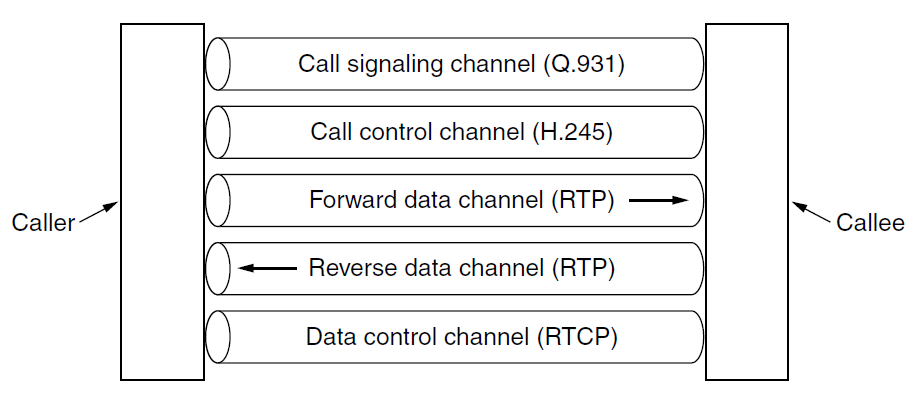 Call signaling channel (Q.931)
Call control channel (H.245)
Forward data channel (RTP)
Caller
Callee
Reverse data channel (RTP)
Data control channel (RTCP)